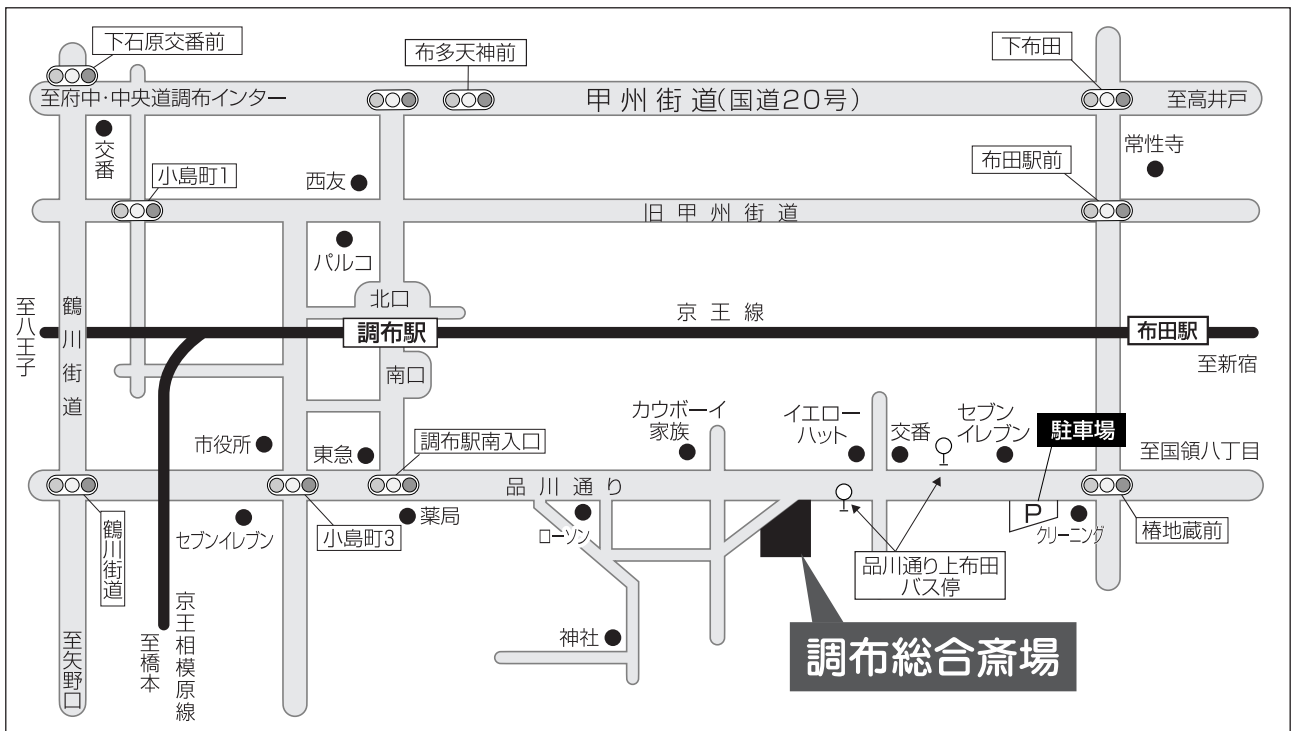 下石原交番前
布多天神前
下布田
至府中・中央道調布インター
甲州街道(国道20号)
至高井戸
交番
小島町1
西友
布田駅前
常性寺
旧甲州街道
パルコ
至八王子
鶴川街道
北口
京王線
調布駅
布田駅
南口
至新宿
カウボーイ
家族
イエロー
ハット
交番
セブン
イレブン
駐車場
市役所
東急
調布駅南入口
至国領八丁目
品川通り
鶴川街道
セブンイレブン
小島町3
薬局
ローソン
P
クリーニング
椿地蔵前
品川通り上布田
バス停
至矢野口
至橋本
京王相模原線
神社
調布総合斎場